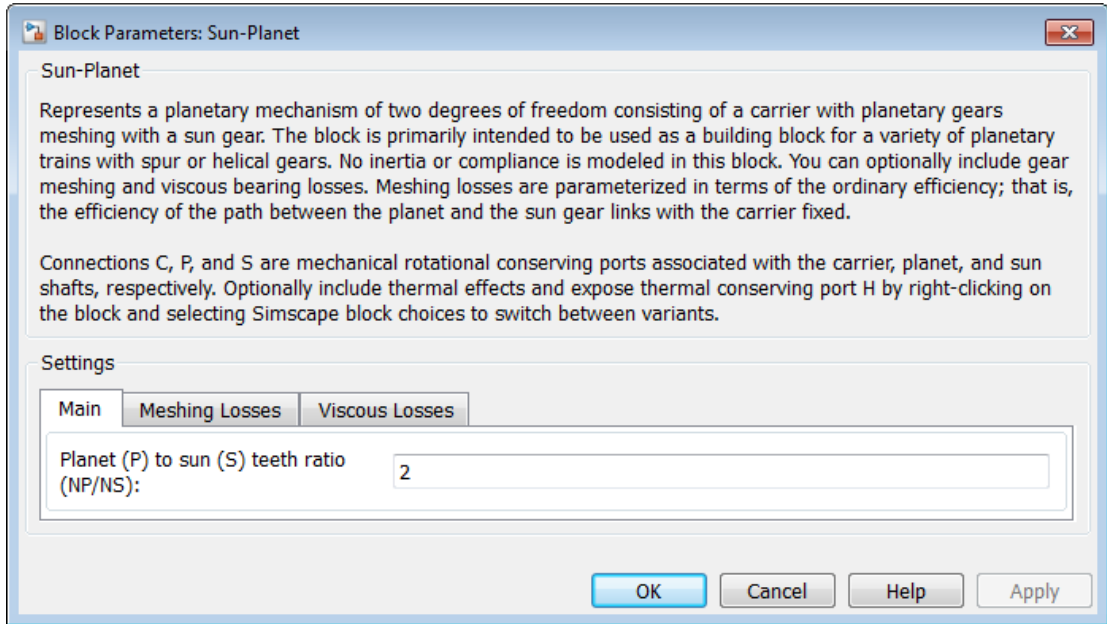 Block Parameters: Sun-Planet
Sun-Planet
Represents a planetary mechanism of two degrees of freedom consisting of a carrier with planetary gears
meshing with a sun gear. The block is primarily intended to be used as a building block for a variety of planetary
trains with spur or helical gears. No inertia or compliance is modeled in this block. You can optionally include gear
meshing and viscous bearing losses. Meshing losses are parameterized in terms of the ordinary efficiency; that is,
the efficiency of the path between the planet and the sun gear links with the carrier fixed.
Connections C, P, and S are mechanical rotational conserving ports associated with the carrier, planet, and sun
shafts, respectively. Optionally include thermal effects and expose thermal conserving port H by right-clicking on
the block and selecting Simscape block choices to switch between variants.
Settings
Main Meshing Losses Viscous Losses
Planet (P) to sun (S) teeth ratio
(NP/NS):
2
OK Cancel Help Apply